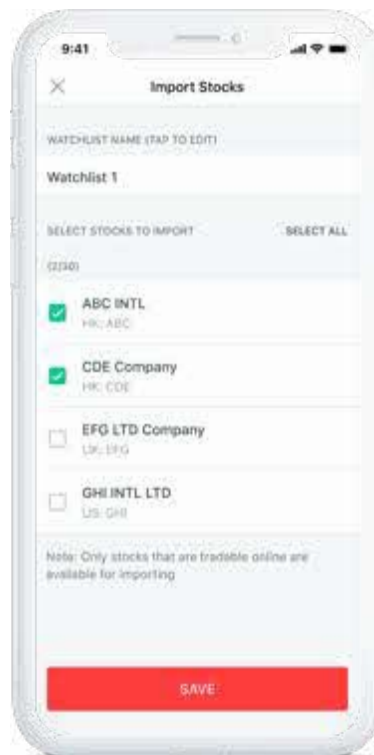 9:41
Import Stocks
WATCHLIST NAME (TAP TO EDIT)
Watchlist 1
SELECT STOCKS TO IMPORT
SELECT ALL
(2/30)
ABC INTL
HK: ABC
CDE Company
HK: CDE
EFG LTD Company
UK: EFG
GHI INTL LTD
US: GHI
Note: Only stocks that are tradable online are
available for importing
SAVE